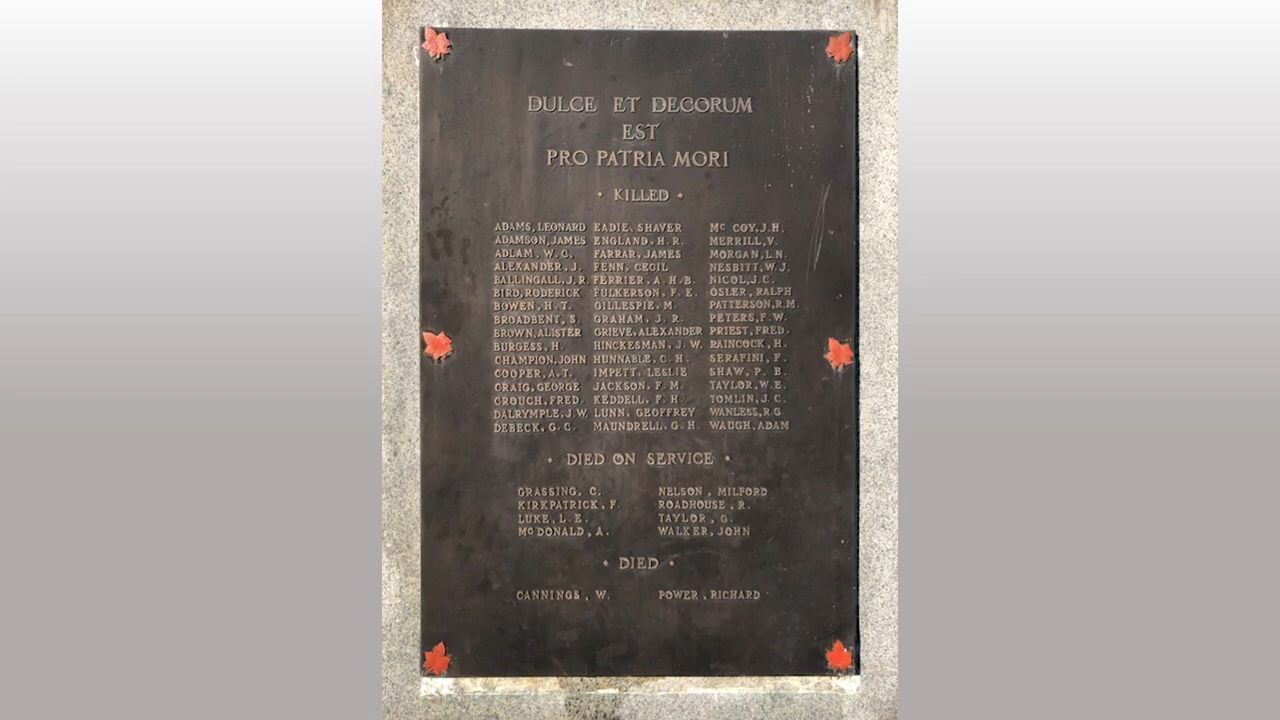 DULCE ET DECORUM
EST
PRO PATRIA MORI
• KILLED •
ADAMS, LEONARD EADIE, SHAVER McCOY, J.H.
ADAMSON, JAMES ENGLAND, H.R. MERRILL, V.
ADLAM, W.C. FARRAR, JAMES MORGAN, L.N.
ALEXANDER, J. FENN, CECIL NESBITT, W.J.
BALLINGALL, J.R. FERRIER, A.H.B. NICOL, J.C.
BIRD, RODERICK FULKERSON, F.E. OSLER, RALPH
BOWEN, H.T. GILLESPIE, M. PATTERSON, R.M.
BROADBENT, S. GRAHAM, J.R. PETERS, F.W.
BROWN, ALISTER GRIEVE, ALEXANDER PRIEST, FRED.
BURGESS, H. HINCKESMAN, J.W. RAINCOCK, H.
CHAMPION, JOHN HUNNABLE, C.H. SERAFINI, F.
COOPER, A.T. IMPETT, LESLIE SHAW, P.B.
CRAIG, GEORGE JACKSON, F.M. TAYLOR, W.E.
CROUCH, FRED. KEDDELL, F.H. TOMLIN, J.C.
DALRYMPLE, J.W. LUNN, GEOFFREY WANLESS, R.G
DEBECK, G.C. MAUNDRELL, G.H. WAUGH, ADAM
• DIED ON SERVICE •
GRASSING, C. NELSON, MILFORD
KIRKPATRICK, F. ROADHOUSE, R.
LUKE, L.E. TAYLOR, G.
McDONALD, A. WALKER, JOHN
• DIED •
CANNINGS, W. POWER, RICHARD